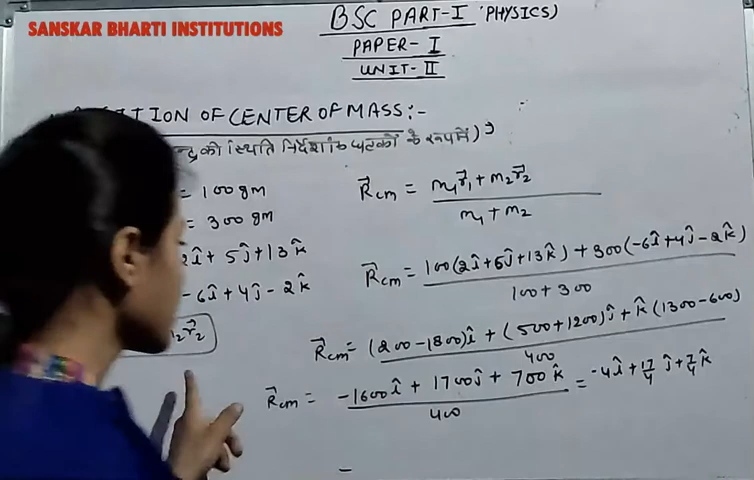 SANSKAR BHARTI INSTITUTIONS
BSC PART-I (PHYSICS)
PAPER-I
UNIT-II
OF CENTER OF MASS:-
की स्थिति निर्देशांक घटकों के रूप में)
= 100 gm
= 300 gm
2î + 5ĵ + 13k̂
-6î + 4ĵ - 2k̂
R⃗cm = m₁r⃗₁ + m₂r⃗₂ / m₁ + m₂
R⃗cm = 100(2î+5ĵ+13k̂) + 300(-6î+4ĵ-2k̂) / 100 + 300
R⃗cm = (200-1800)î + (500+1200)ĵ + k̂(1300-600) / 400
R⃗cm = -1600î + 1700ĵ + 700k̂ / 400 = -4î + 17/4 ĵ + 7/4 k̂